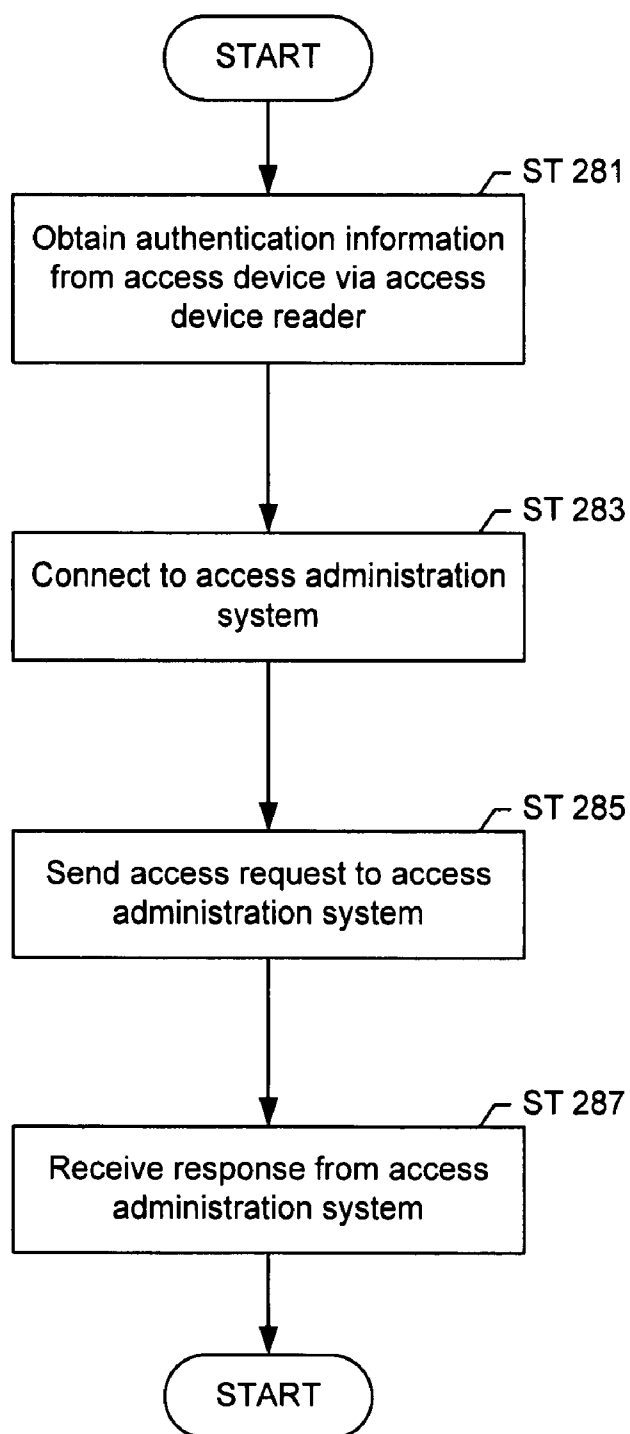 START
ST 281
Obtain authentication information
from access device via access
device reader
ST 283
Connect to access administration
system
ST 285
Send access request to access
administration system
ST 287
Receive response from access
administration system
START